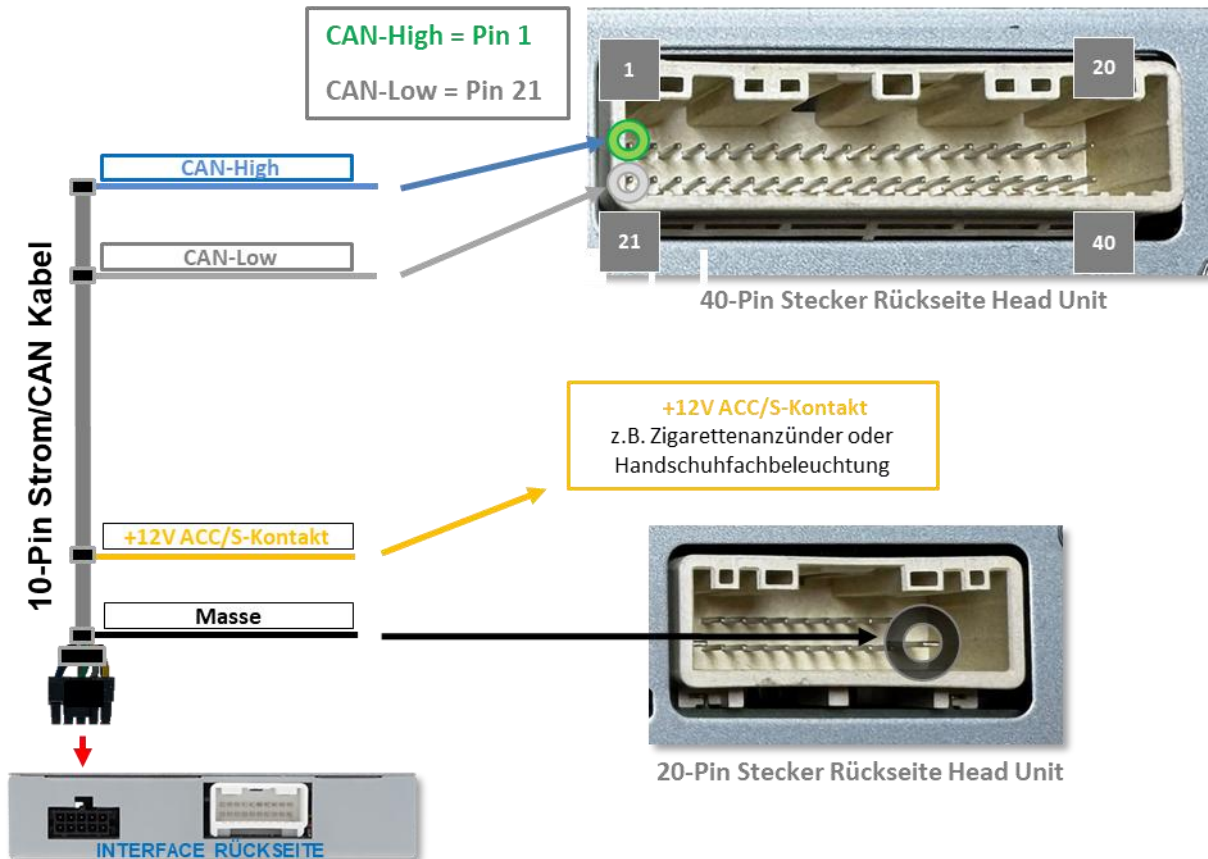 CAN-High = Pin 1
CAN-Low = Pin 21
1
20
21
40
40-Pin Stecker Rückseite Head Unit
10-Pin Strom/CAN Kabel
CAN-High
CAN-Low
+12V ACC/S-Kontakt
z.B. Zigarettenanzünder oder
Handschuhfachbeleuchtung
+12V ACC/S-Kontakt
Masse
20-Pin Stecker Rückseite Head Unit
INTERFACE RÜCKSEITE